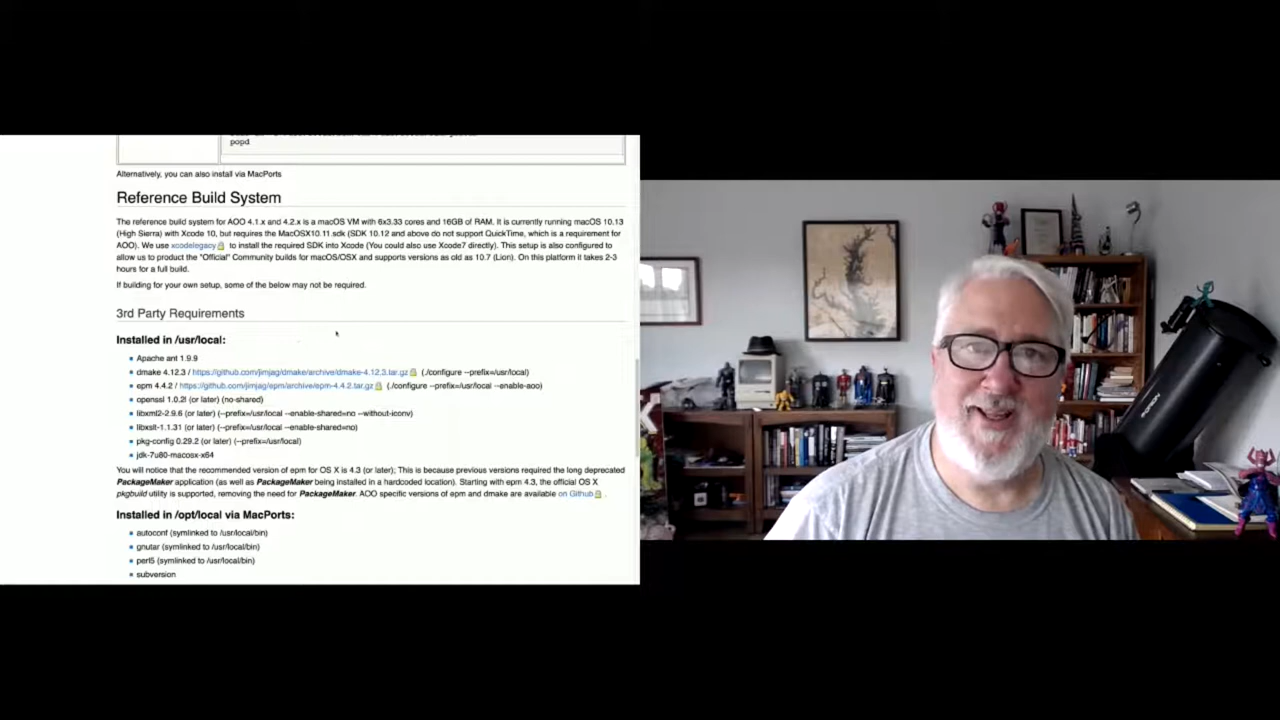 popd
Alternatively, you can also install via MacPorts
Reference Build System
The reference build system for AOO 4.1.x and 4.2.x is a macOS VM with 6x3.33 cores and 16GB of RAM. It is currently running macOS 10.13
(High Sierra) with Xcode 10, but requires the MacOSX10.11.sdk (SDK 10.12 and above do not support QuickTime, which is a requirement for
AOO). We use xcodelegacy to install the required SDK into Xcode (You could also use Xcode7 directly). This setup is also configured to
allow us to product the "Official" Community builds for macOS/OSX and supports versions as old as 10.7 (Lion). On this platform it takes 2-3
hours for a full build.
If building for your own setup, some of the below may not be required.
3rd Party Requirements
Installed in /usr/local:
Apache ant 1.9.9
dmake 4.12.3 / https://github.com/jimjag/dmake/archive/dmake-4.12.3.tar.gz (./configure --prefix=/usr/local)
epm 4.4.2 / https://github.com/jimjag/epm/archive/epm-4.4.2.tar.gz (./configure --prefix=/usr/local --enable-aoo)
openssl 1.0.2l (or later) (no-shared)
libxml2-2.9.6 (or later) (--prefix=/usr/local --enable-shared=no --without-iconv)
libxslt-1.1.31 (or later) (--prefix=/usr/local --enable-shared=no)
pkg-config 0.29.2 (or later) (--prefix=/usr/local)
jdk-7u80-macosx-x64
You will notice that the recommended version of epm for OS X is 4.3 (or later); This is because previous versions required the long deprecated
PackageMaker application (as well as PackageMaker being installed in a hardcoded location). Starting with epm 4.3, the official OS X
pkgbuild utility is supported, removing the need for PackageMaker. AOO specific versions of epm and dmake are available on Github .
Installed in /opt/local via MacPorts:
autoconf (symlinked to /usr/local/bin)
gnutar (symlinked to /usr/local/bin)
perl5 (symlinked to /usr/local/bin)
subversion